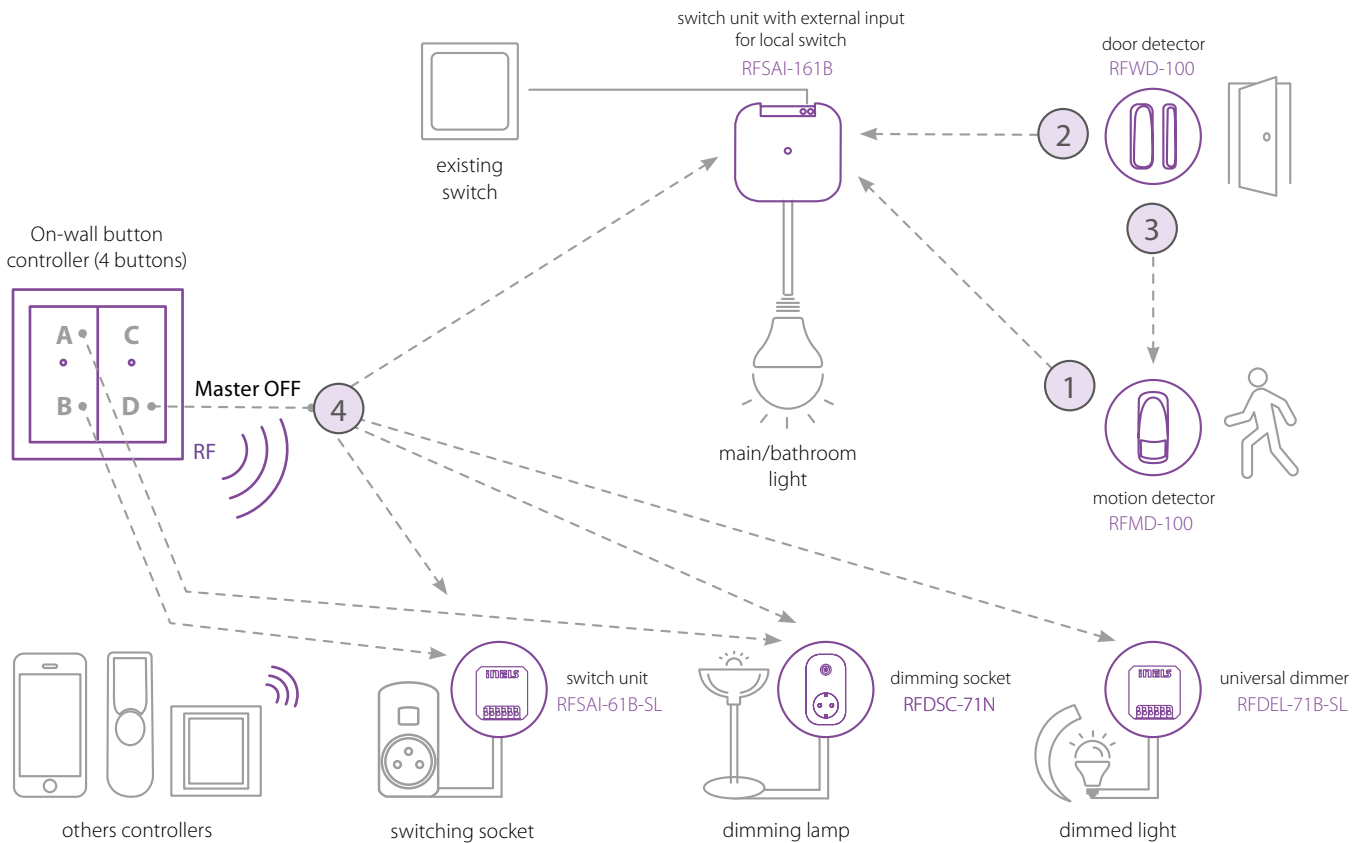 switch unit with external input
for local switch
RFSAI-161B
door detector
RFWD-100
2
existing
switch
3
On-wall button
controller (4 buttons)
A
C
B
D
Master OFF
RF
4
1
main/bathroom
light
motion detector
RFMD-100
iNELS
switch unit
RFSAI-61B-SL
dimming socket
RFDSC-71N
iNELS
universal dimmer
RFDEL-71B-SL
others controllers
switching socket
dimming lamp
dimmed light